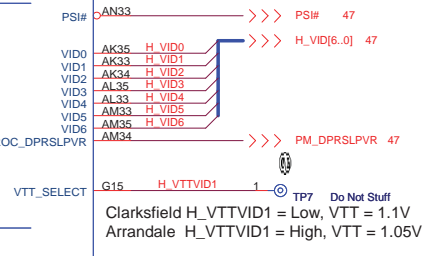 PSI# AN33 PSI# 47
VID0 AK35 H_VID0 H_VID[6..0] 47
VID1 AK33 H_VID1
VID2 AK34 H_VID2
VID3 AL35 H_VID3
VID4 AL33 H_VID4
VID5 AM33 H_VID5
VID6 AM35 H_VID6
OC_DPRSLPVR AM34 PM_DPRSLPVR 47
VTT_SELECT G15 H_VTTVID1 1 TP7 Do Not Stuff
Clarksfield H_VTTVID1 = Low, VTT = 1.1V
Arrandale H_VTTVID1 = High, VTT = 1.05V